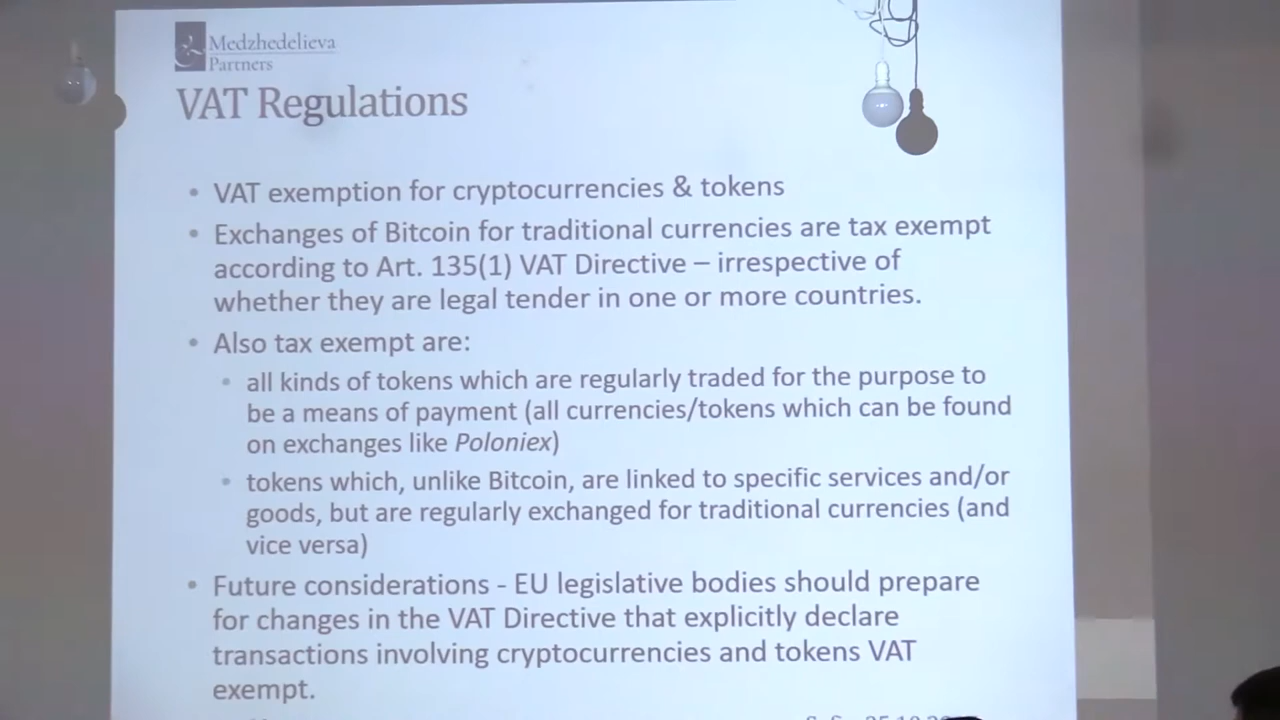 Medzhedelieva
Partners
VAT Regulations
• VAT exemption for cryptocurrencies & tokens
• Exchanges of Bitcoin for traditional currencies are tax exempt
according to Art. 135(1) VAT Directive – irrespective of
whether they are legal tender in one or more countries.
• Also tax exempt are:
• all kinds of tokens which are regularly traded for the purpose to
be a means of payment (all currencies/tokens which can be found
on exchanges like Poloniex)
• tokens which, unlike Bitcoin, are linked to specific services and/or
goods, but are regularly exchanged for traditional currencies (and
vice versa)
• Future considerations - EU legislative bodies should prepare
for changes in the VAT Directive that explicitly declare
transactions involving cryptocurrencies and tokens VAT
exempt.